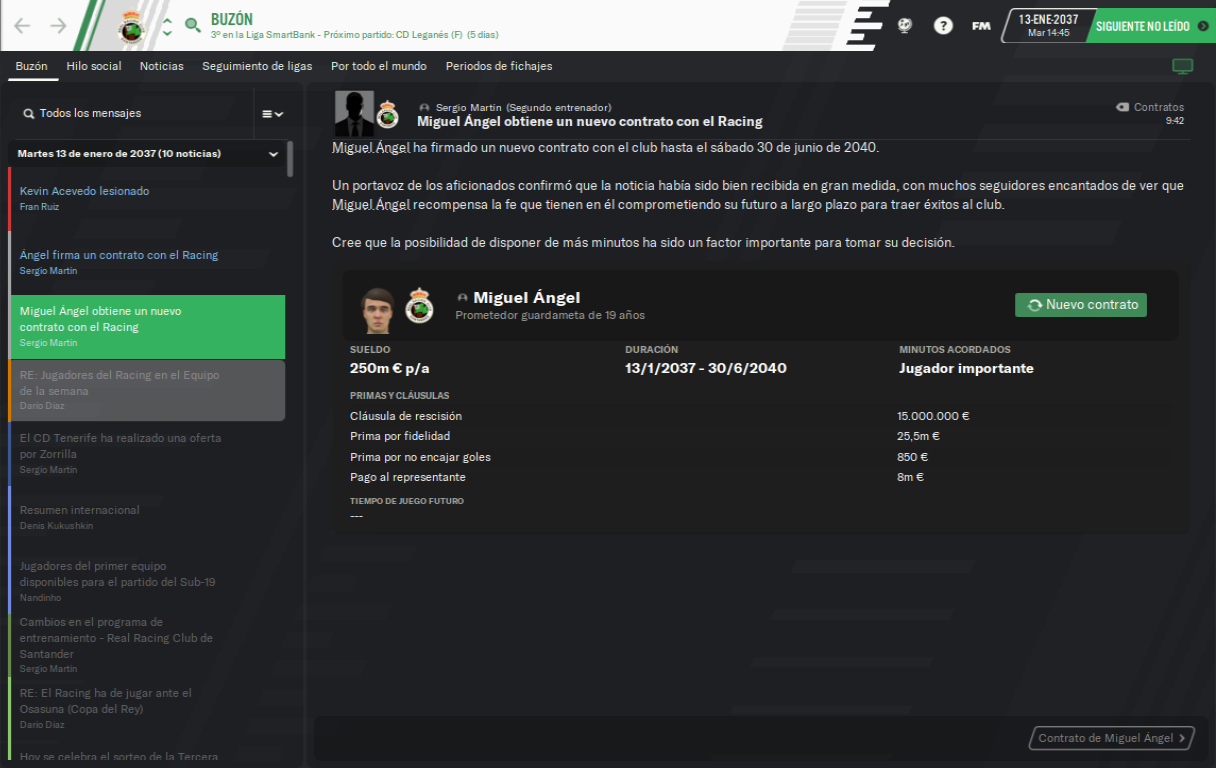 BUZÓN
3º en la Liga SmartBank - Próximo partido: CD Leganés (F) (5 días)
?
FM
13-ENE-2037
Mar 14:45
SIGUIENTE NO LEÍDO
Buzón Hilo social Noticias Seguimiento de ligas Por todo el mundo Periodos de fichajes
Todos los mensajes
Martes 13 de enero de 2037 (10 noticias)
Kevin Acevedo lesionado
Fran Ruiz
Ángel firma un contrato con el Racing
Sergio Martín
Miguel Ángel obtiene un nuevo
contrato con el Racing
Sergio Martín
RE: Jugadores del Racing en el Equipo
de la semana
Darío Díaz
El CD Tenerife ha realizado una oferta
por Zorrilla
Sergio Martín
Resumen internacional
Denis Kukushkin
Jugadores del primer equipo
disponibles para el partido del Sub-19
Nandinho
Cambios en el programa de
entrenamiento - Real Racing Club de
Santander
Sergio Martín
RE: El Racing ha de jugar ante el
Osasuna (Copa del Rey)
Darío Díaz
Hoy se celebra el sorteo de la Tercera
Sergio Martín (Segundo entrenador)
Miguel Ángel obtiene un nuevo contrato con el Racing
Contratos
9:42
Miguel Ángel ha firmado un nuevo contrato con el club hasta el sábado 30 de junio de 2040.
Un portavoz de los aficionados confirmó que la noticia había sido bien recibida en gran medida, con muchos seguidores encantados de ver que
Miguel Ángel recompensa la fe que tienen en él comprometiendo su futuro a largo plazo para traer éxitos al club.
Cree que la posibilidad de disponer de más minutos ha sido un factor importante para tomar su decisión.
Miguel Ángel
Prometedor guardameta de 19 años
Nuevo contrato
SUELDO DURACIÓN MINUTOS ACORDADOS
250m € p/a 13/1/2037 - 30/6/2040 Jugador importante
PRIMAS Y CLÁUSULAS
Cláusula de rescisión 15.000.000 €
Prima por fidelidad 25,5m €
Prima por no encajar goles 850 €
Pago al representante 8m €
TIEMPO DE JUEGO FUTURO
---
Contrato de Miguel Ángel